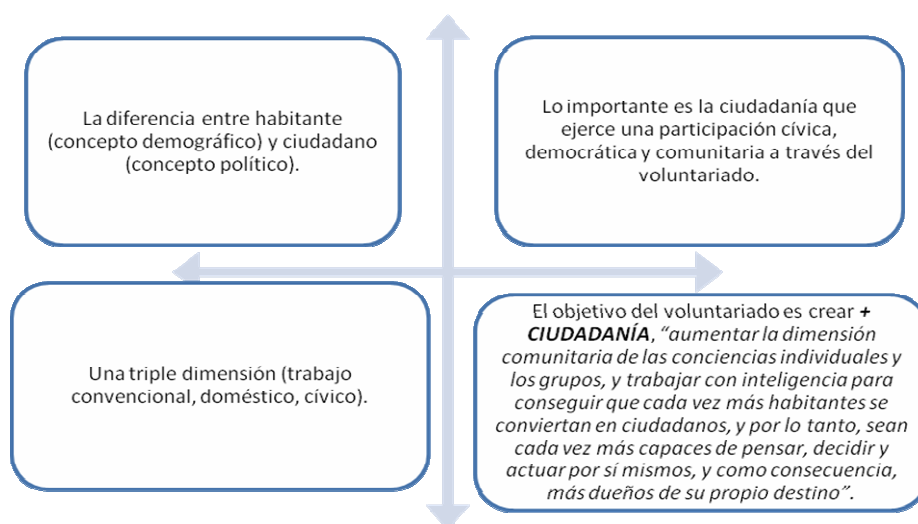 La diferencia entre habitante
(concepto demográfico) y ciudadano
(concepto político).
Lo importante es la ciudadanía que
ejerce una participación cívica,
democrática y comunitaria a través del
voluntariado.
Una triple dimensión (trabajo
convencional, doméstico, cívico).
El objetivo del voluntariado es crear +
CIUDADANÍA, “aumentar la dimensión
comunitaria de las conciencias individuales y
los grupos, y trabajar con inteligencia para
conseguir que cada vez más habitantes se
conviertan en ciudadanos, y por lo tanto, sean
cada vez más capaces de pensar, decidir y
actuar por sí mismos, y como consecuencia,
más dueños de su propio destino”.